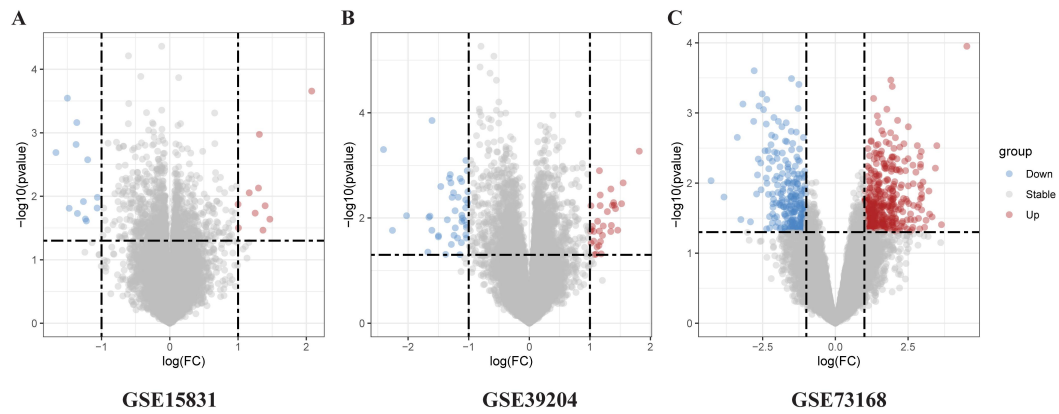 A
B
C
−log10(pvalue)
4
3
2
1
0
−1
0
1
2
log(FC)
−log10(pvalue)
4
2
0
−2
−1
0
1
2
log(FC)
−log10(pvalue)
4
3
2
1
0
−2.5
0.0
2.5
log(FC)
group
Down
Stable
Up
GSE15831
GSE39204
GSE73168